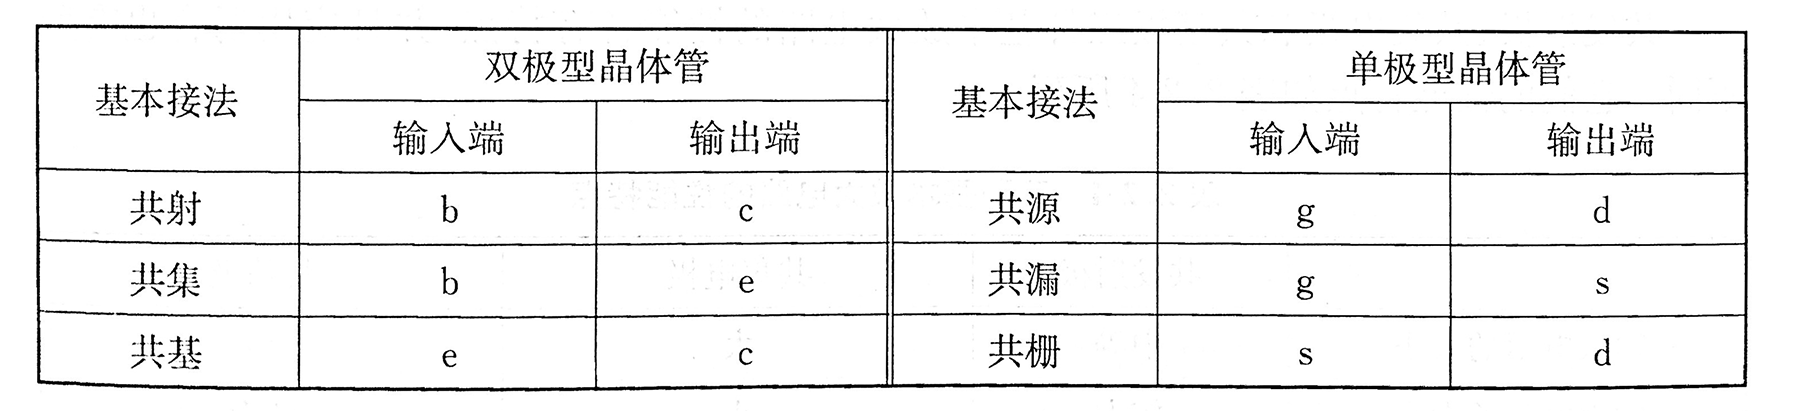 基本接法 双极型晶体管 基本接法 单极型晶体管
输入端 输出端 输入端 输出端
共射 b c 共源 g d
共集 b e 共漏 g s
共基 e c 共栅 s d